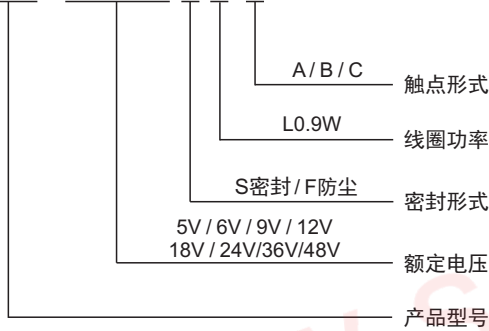 A / B / C
触点形式
L0.9W
线圈功率
S密封 / F防尘
密封形式
5V / 6V / 9V / 12V
18V / 24V/36V/48V
额定电压
产品型号